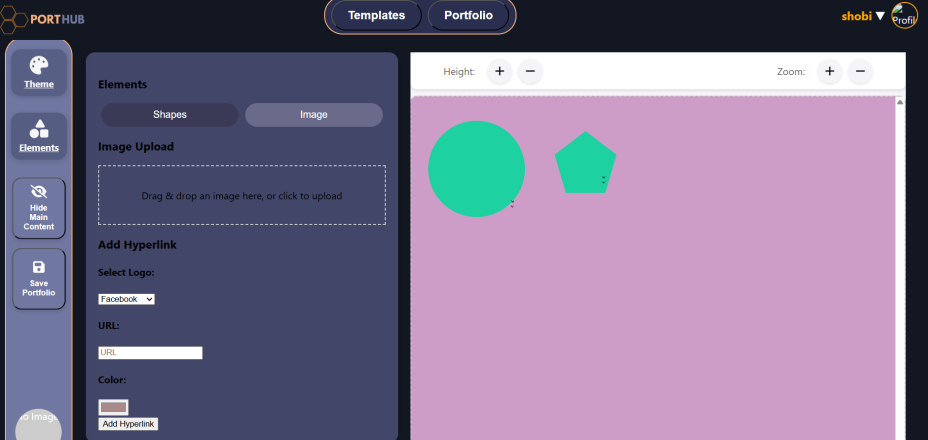 PORTHUB
Templates
Portfolio
shobi ▼
Profil
Theme
Elements
Hide
Main
Content
Save
Portfolio
Elements
Shapes
Image
Image Upload
Drag & drop an image here, or click to upload
Add Hyperlink
Select Logo:
Facebook
URL:
URL
Color:
Add Hyperlink
Height:
+
−
Zoom:
+
−
o Imag